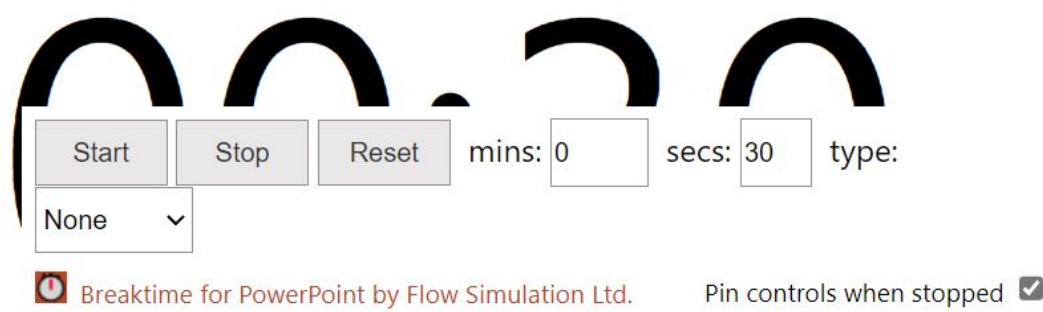 00:30
Start Stop Reset mins: 0 secs: 30 type:
None
Breaktime for PowerPoint by Flow Simulation Ltd. Pin controls when stopped